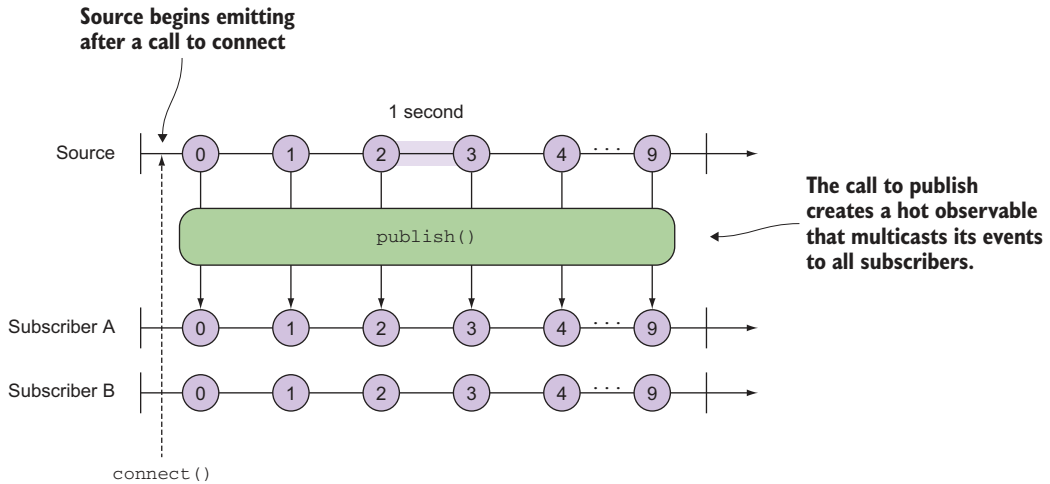 Source begins emitting
after a call to connect
1 second
Source
0 1 2 3 4 ... 9
publish()
The call to publish
creates a hot observable
that multicasts its events
to all subscribers.
Subscriber A
0 1 2 3 4 ... 9
Subscriber B
0 1 2 3 4 ... 9
connect()